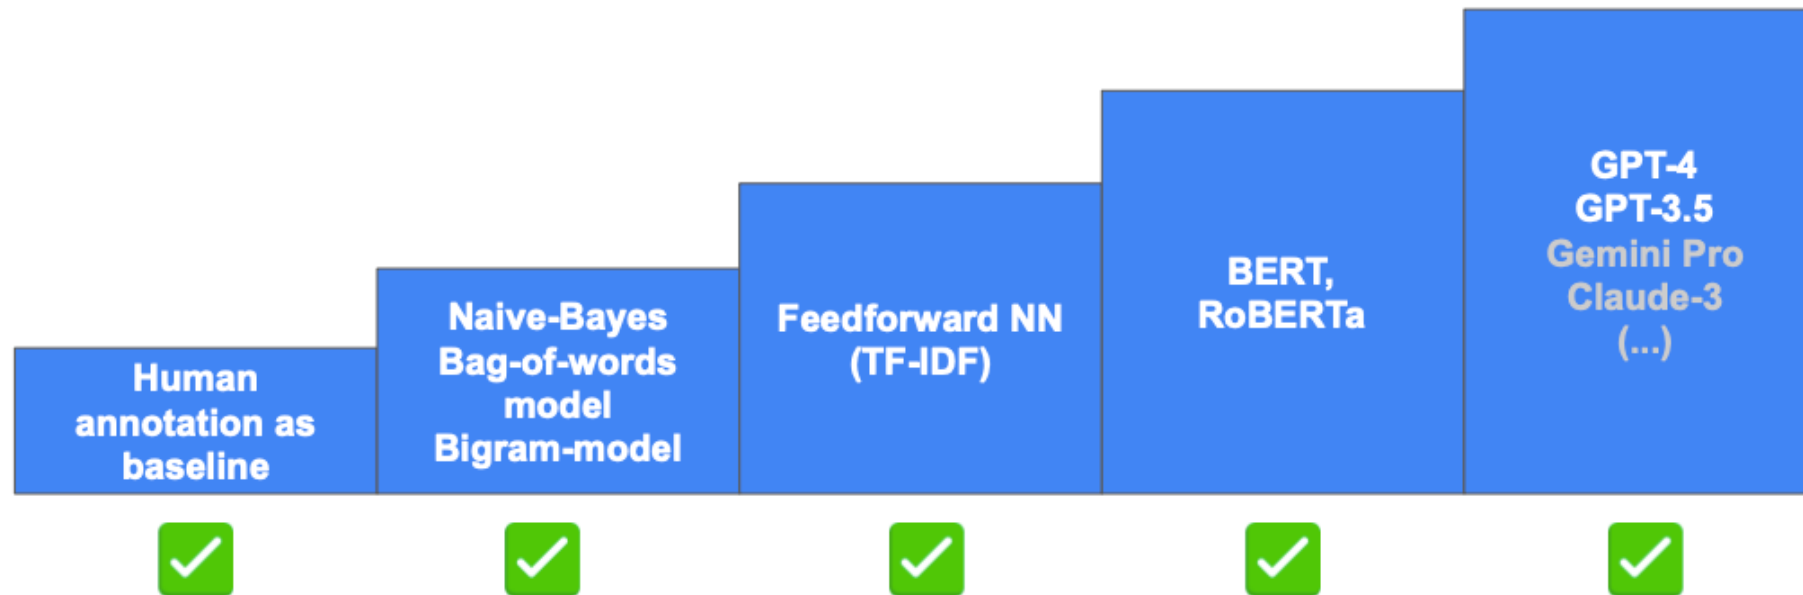 Human
annotation as
baseline
Naive-Bayes
Bag-of-words
model
Bigram-model
Feedforward NN
(TF-IDF)
BERT,
RoBERTa
GPT-4
GPT-3.5
Gemini Pro
Claude-3
(...)